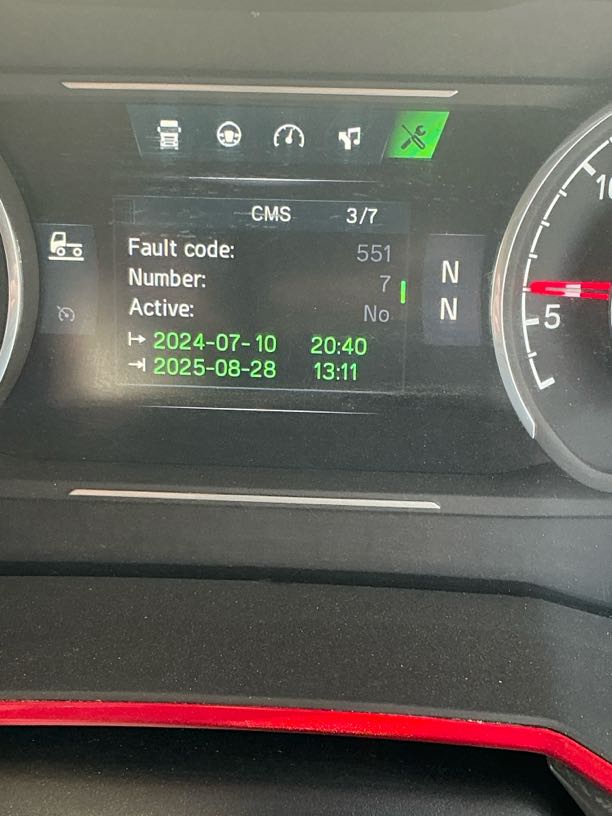 CMS 3/7
Fault code: 551
Number: 7
Active: No
2024-07-10 20:40
2025-08-28 13:11
N
N
10
5